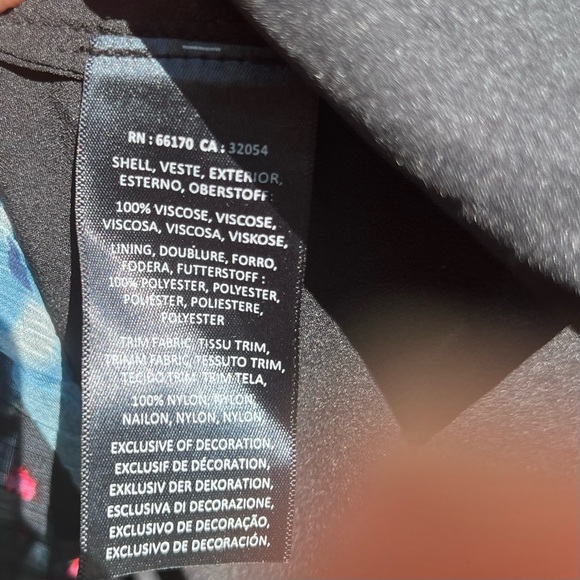 RN : 66170 CA : 32054
SHELL, VESTE, EXTERIOR,
ESTERNO, OBERSTOFF:
100% VISCOSE, VISCOSE,
VISCOSA, VISCOSA, VISKOSE,
LINING, DOUBLURE, FORRO,
FODERA, FUTTERSTOFF :
100% POLYESTER, POLYESTER,
POLIÉSTER, POLIESTERE,
POLYESTER
TRIM FABRIC, TISSU TRIM,
TRIMM FABRIC, TESSUTO TRIM,
TECIDO TRIM, TRIM TELA,
100% NYLON, NYLON,
NAILON, NYLON, NYLON
EXCLUSIVE OF DECORATION,
EXCLUSIF DE DÉCORATION,
EXKLUSIV DER DEKORATION,
ESCLUSIVA DI DECORAZIONE,
EXCLUSIVO DE DECORAÇÃO,
EXCLUSIVO DE DECORACIÓN,